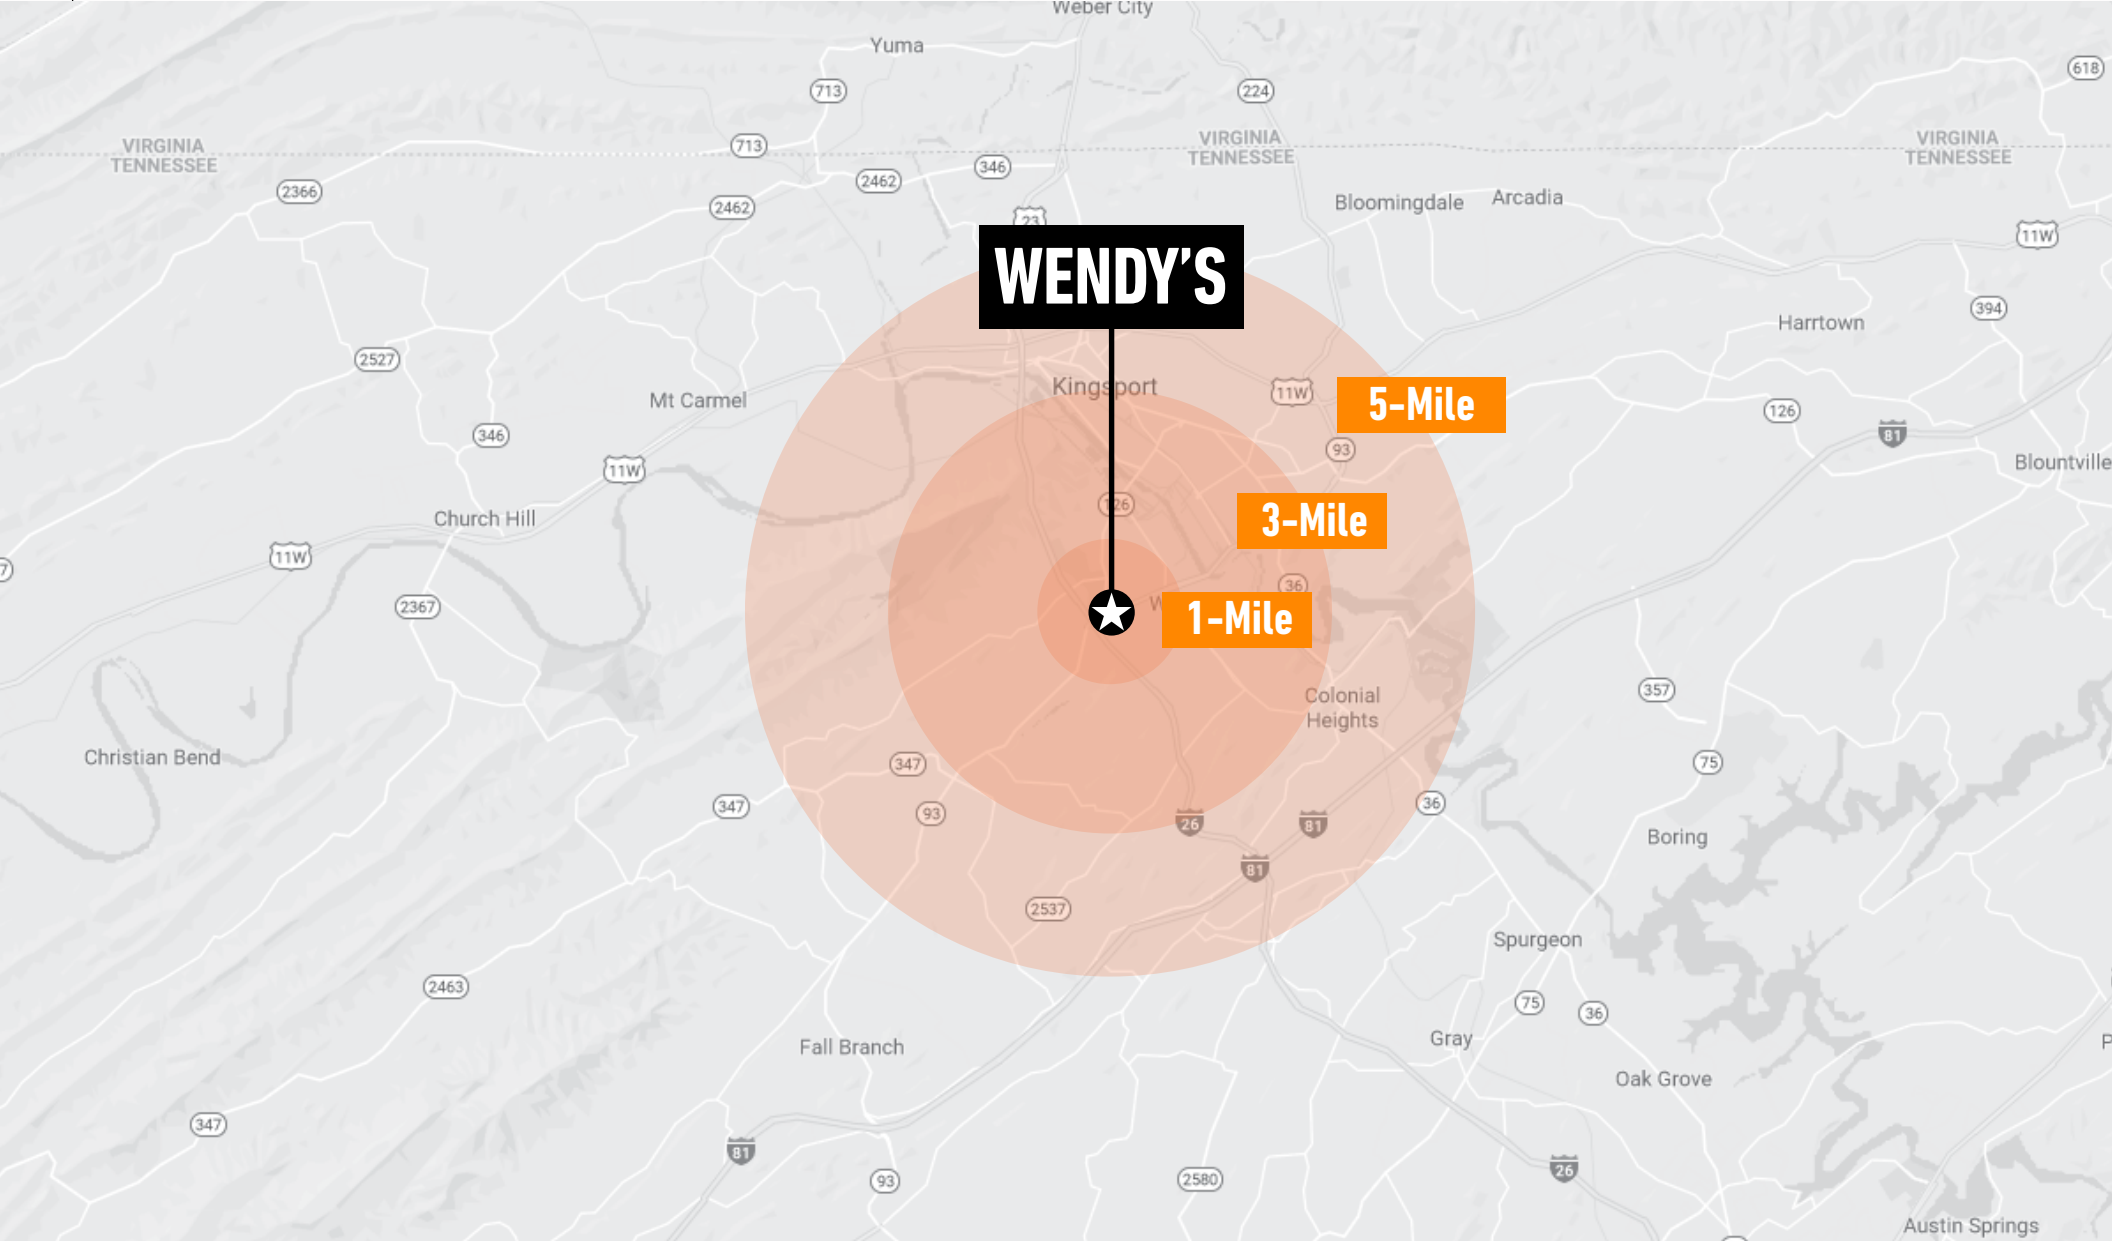 Weber City
Yuma
618
713
224
VIRGINIA
TENNESSEE
713
VIRGINIA
TENNESSEE
VIRGINIA
TENNESSEE
346
2462
2366
2462
Bloomingdale
Arcadia
23
11W
WENDY'S
394
Harrtown
2527
Kingsport
11W
Mt Carmel
5-Mile
126
346
81
93
11W
Blountville
126
Church Hill
3-Mile
11W
7
36
2367
W
1-Mile
357
Colonial
Heights
Christian Bend
347
75
347
93
36
26
81
Boring
81
2537
Spurgeon
2463
75
36
Gray
Fall Branch
P
Oak Grove
347
81
93
2580
26
Austin Springs